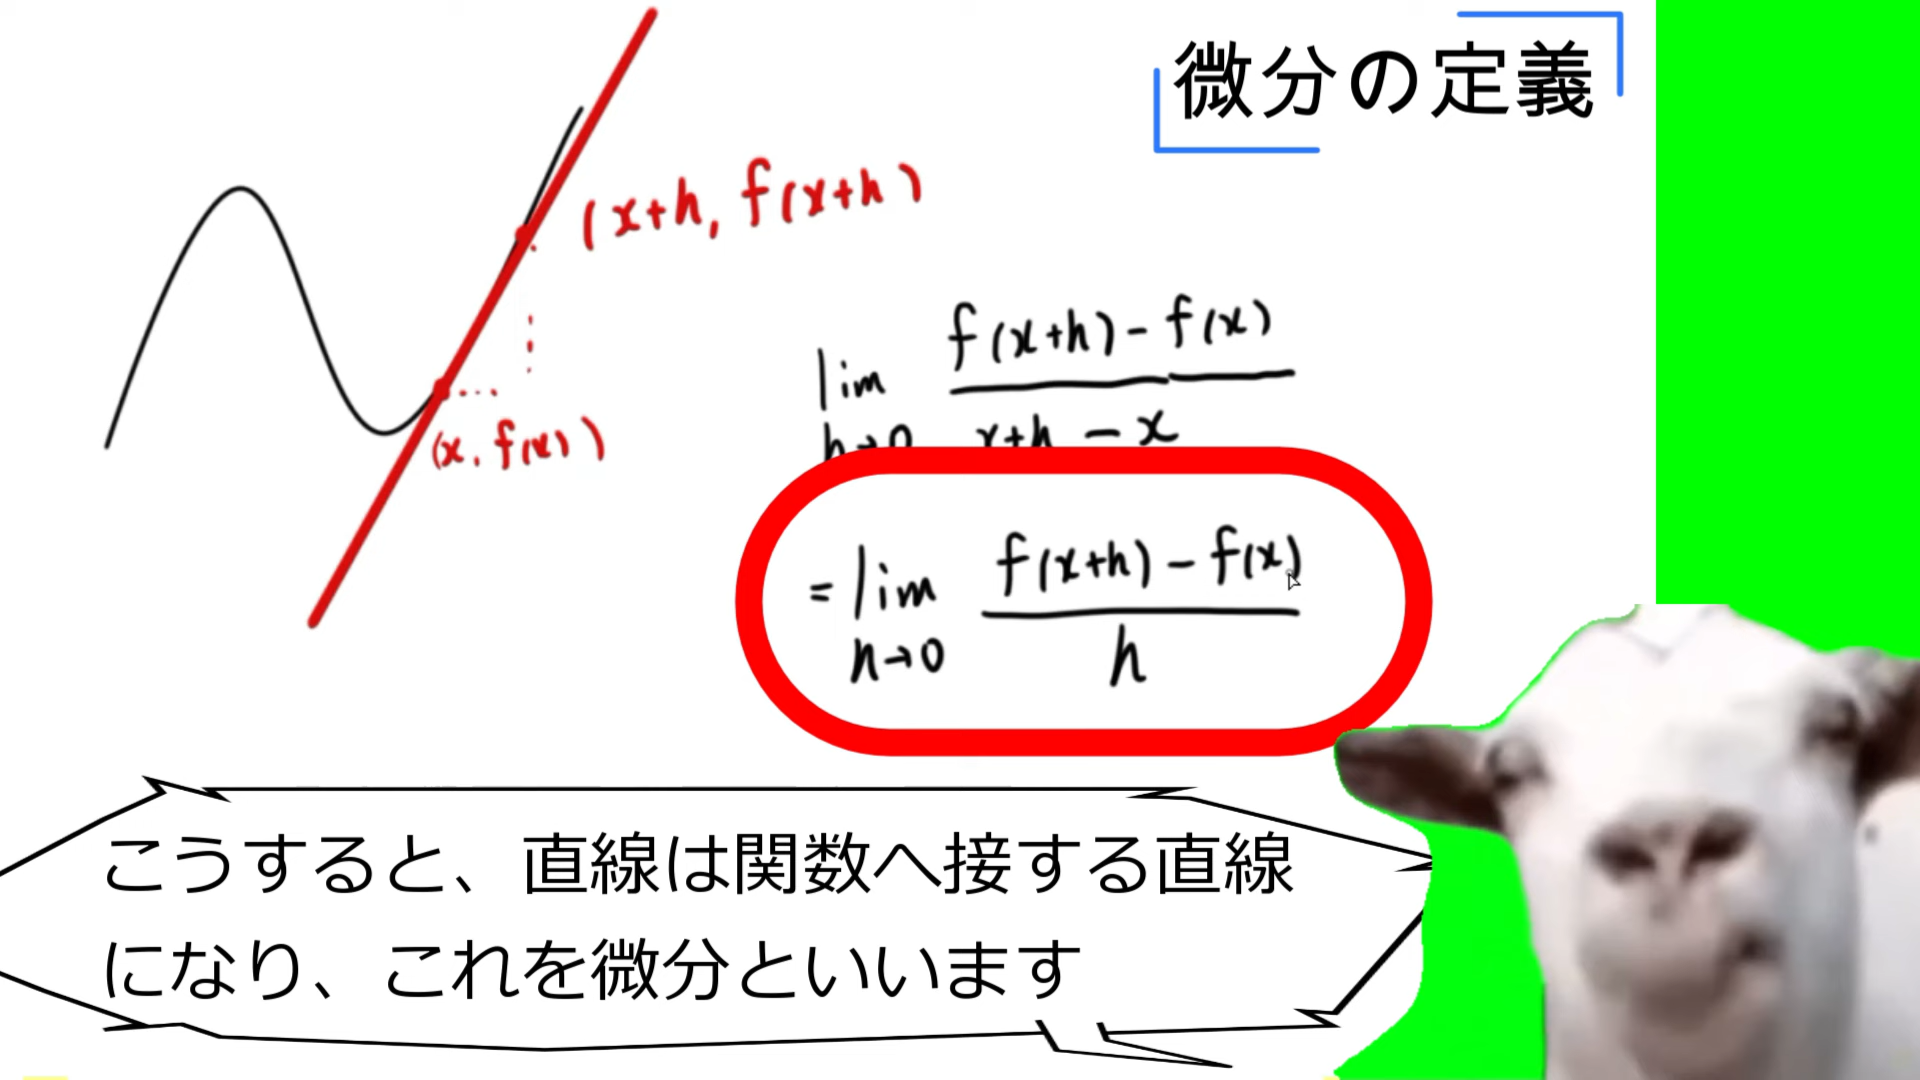 微分の定義
(x+h, f(x+h)
(x, f(x))
lim f(x+h)-f(x)
h→0 x+h-x
=lim f(x+h)-f(x)
h→0 h
こうすると、直線は関数へ接する直線
になり、これを微分といいます